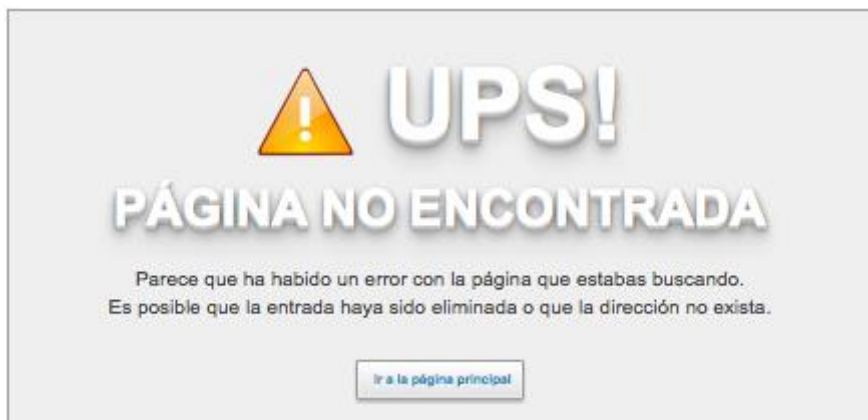 UPS!
PÁGINA NO ENCONTRADA
Parece que ha habido un error con la página que estabas buscando.
Es posible que la entrada haya sido eliminada o que la dirección no exista.
Ir a la página principal